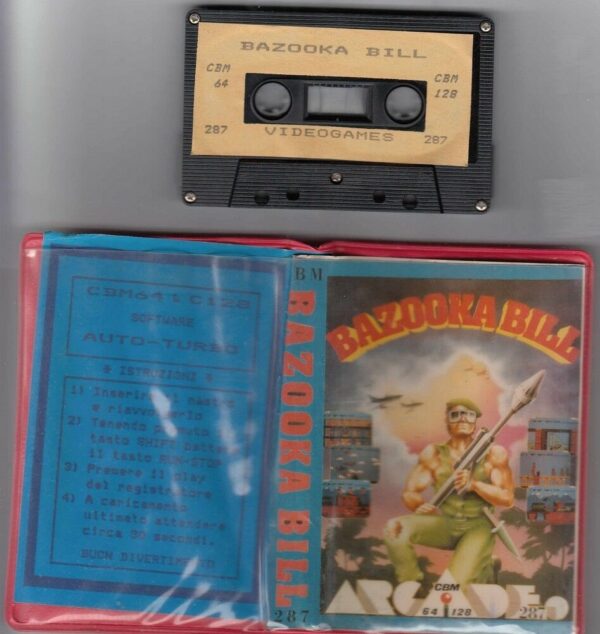 BAZOOKA BILL
CBM
64
CBM
128
287
VIDEOGAMES
287
CBM64 & C128
SOFTWARE
AUTO-TURBO
* ISTRUZIONI *
1) Inserire il nastro
e riavvolgerlo
2) Tenendo premuto
tasto SHIFT battere
il tasto RUN-STOP
3) Premere il play
del registratore
4) A caricamento
ultimato attendere
circa 30 secondi.
BUON DIVERTIMENTO
BM
BAZOOKA BILL
287
BAZOOKA BILL
ARCADE
CBM
64 128
287